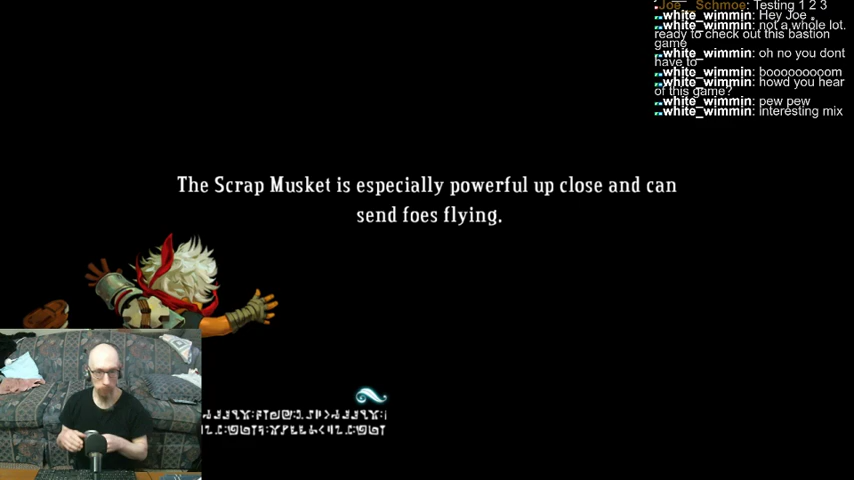 Joe__Schmoe: Testing 1 2 3
white_wimmin: Hey Joe
white_wimmin: not a whole lot.
ready to check out this bastion
game
white_wimmin: oh no you dont
have to
white_wimmin: booooooooom
white_wimmin: howd you hear
of this game?
white_wimmin: pew pew
white_wimmin: interesting mix
The Scrap Musket is especially powerful up close and can
send foes flying.